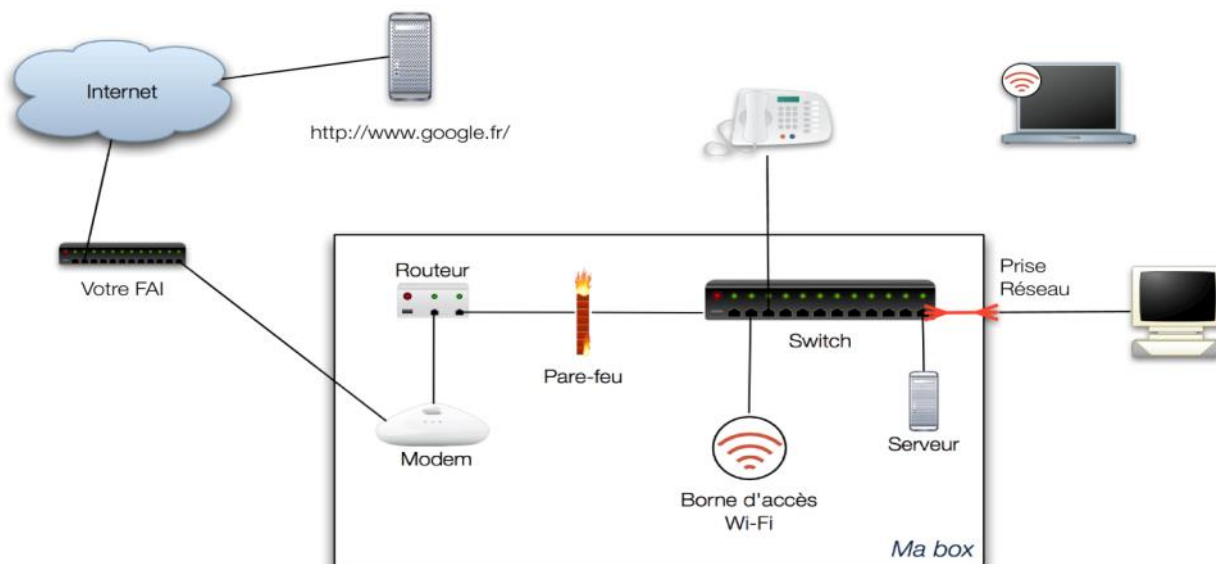 Internet
http://www.google.fr/
Votre FAI
Routeur
Pare-feu
Modem
Switch
Prise
Réseau
Serveur
Borne d'accès
Wi-Fi
Ma box